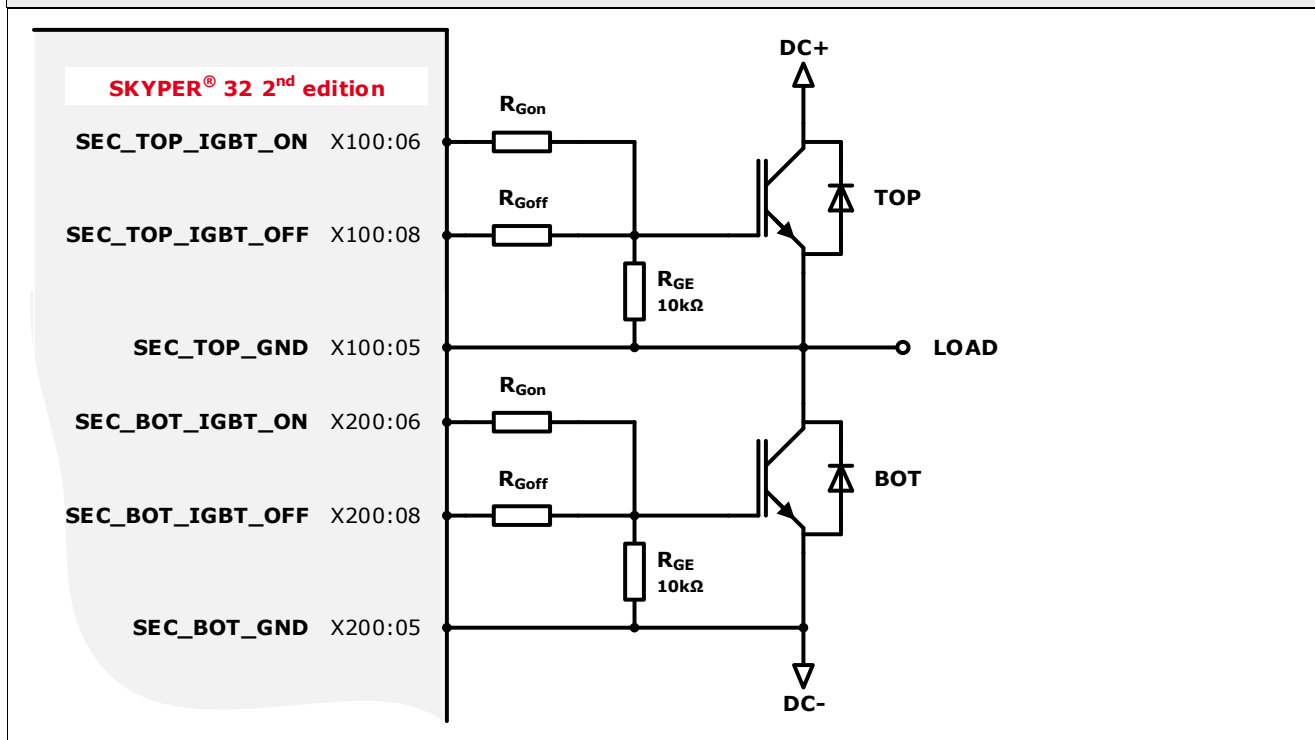 DC+
SKYPER® 32 2nd edition
RGon
SEC_TOP_IGBT_ON X100:06
RGoff
TOP
SEC_TOP_IGBT_OFF X100:08
RGE
10kΩ
SEC_TOP_GND X100:05
LOAD
RGon
SEC_BOT_IGBT_ON X200:06
RGoff
BOT
SEC_BOT_IGBT_OFF X200:08
RGE
10kΩ
SEC_BOT_GND X200:05
DC-